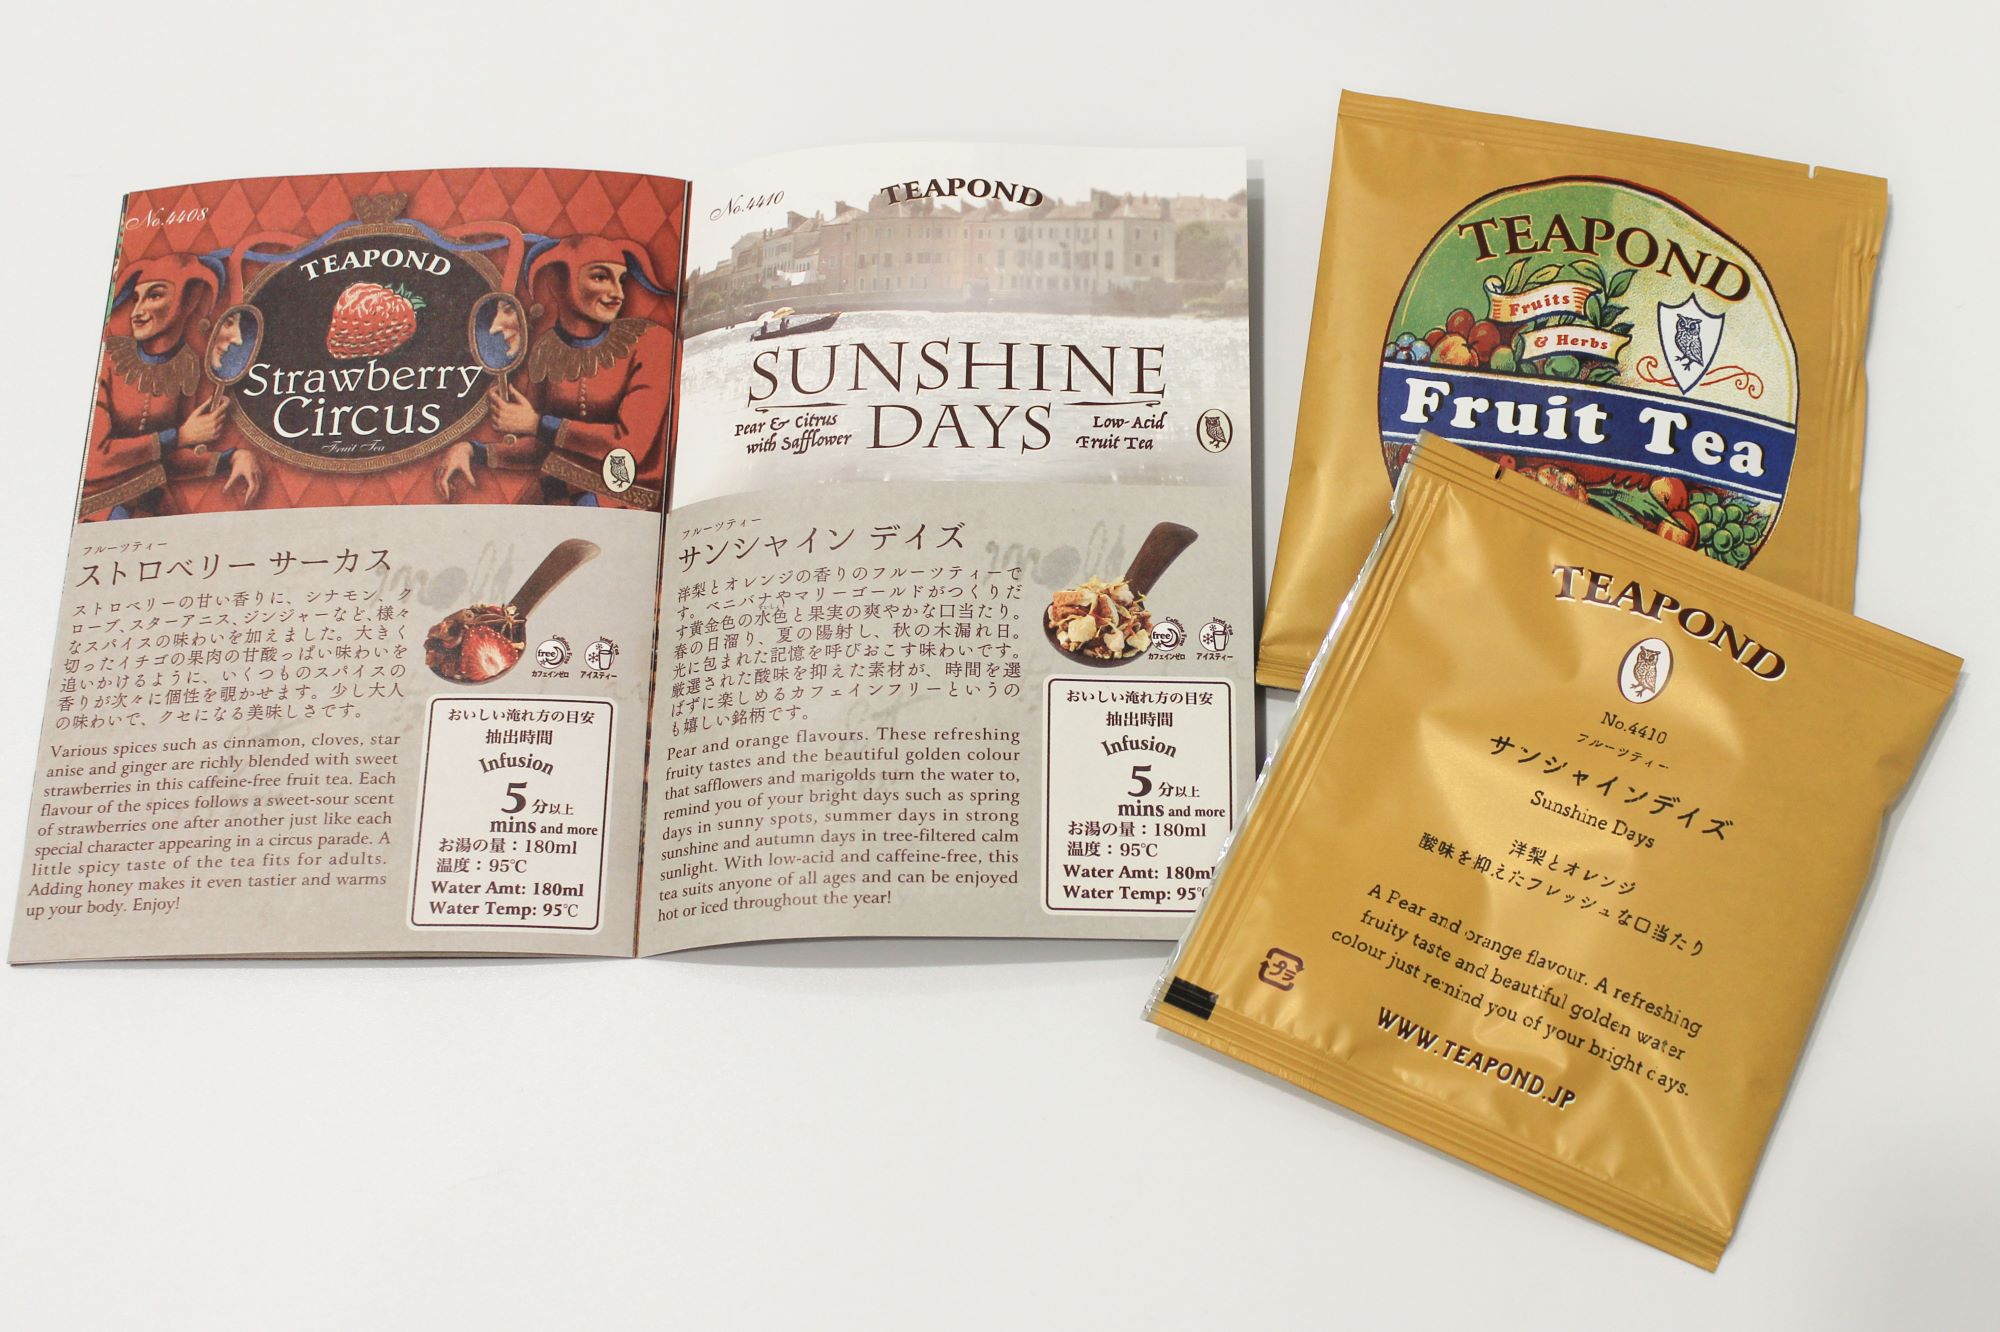 No.4408
TEAPOND
Strawberry
Circus
Fruit Tea
フルーツティー
ストロベリー サーカス
ストロベリーの甘い香りに、シナモン、ク
ローブ、スターアニス、ジンジャーなど、様々
なスパイスの味わいを加えました。大きく
切ったイチゴの果肉の甘酸っぱい味わいを
追いかけるように、いくつものスパイスの
香りが次々に個性を覗かせます。少し大人
の味わいで、クセになる美味しさです。
Various spices such as cinnamon, cloves, star
anise and ginger are richly blended with sweet
strawberries in this caffeine-free fruit tea. Each
flavour of the spices follows a sweet-sour scent
of strawberries one after another just like each
special character appearing in a circus parade. A
little spicy taste of the tea fits for adults.
Adding honey makes it even tastier and warms
up your body. Enjoy!
Caffeine Free
free
カフェインゼロ
Iced Tea
アイスティー
おいしい淹れ方の目安
抽出時間
Infusion
5 分以上
mins and more
お湯の量：180ml
温度：95℃
Water Amt: 180ml
Water Temp: 95℃
No.4410
TEAPOND
SUNSHINE
DAYS
Pear & Citrus
with Safflower
Low-Acid
Fruit Tea
フルーツティー
サンシャイン デイズ
洋梨とオレンジの香りのフルーツティーで
す。ベニバナやマリーゴールドがつくりだ
す黄金色の水色と果実の爽やかな口当たり。
春の日溜り、夏の陽射し、秋の木漏れ日。
光に包まれた記憶を呼びおこす味わいです。
厳選された酸味を抑えた素材が、時間を選
ばずに楽しめるカフェインフリーというの
も嬉しい銘柄です。
Pear and orange flavours. These refreshing
fruity tastes and the beautiful golden colour
that safflowers and marigolds turn the water to,
remind you of your bright days such as spring
days in sunny spots, summer days in strong
sunshine and autumn days in tree-filtered calm
sunlight. With low-acid and caffeine-free, this
tea suits anyone of all ages and can be enjoyed
hot or iced throughout the year!
Caffeine Free
free
カフェインゼロ
Iced Tea
アイスティー
おいしい淹れ方の目安
抽出時間
Infusion
5 分以上
mins and more
お湯の量：180ml
温度：95℃
Water Amt: 180ml
Water Temp: 95℃
TEAPOND
Fruits
& Herbs
Fruit Tea
TEAPOND
No.4410
フルーツティー
サンシャインデイズ
Sunshine Days
洋梨とオレンジ
酸味を抑えたフレッシュな口当たり
A Pear and orange flavour. A refreshing
fruity taste and beautiful golden water
colour just remind you of your bright days.
プラ
WWW.TEAPOND.JP